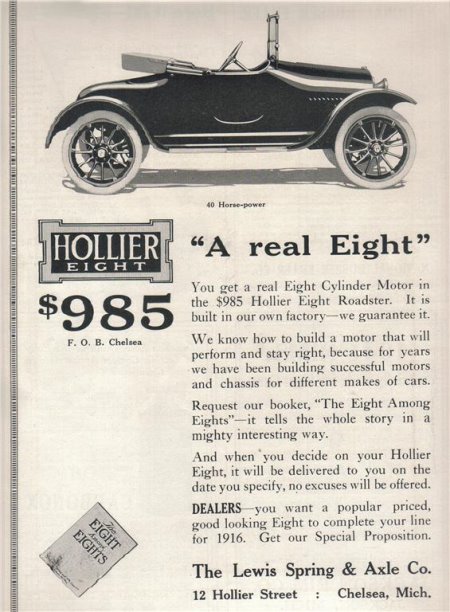 40 Horse-power
HOLLIER
EIGHT
$985
F. O. B. Chelsea
"A real Eight"
You get a real Eight Cylinder Motor in
the $985 Hollier Eight Roadster. It is
built in our own factory—we guarantee it.
We know how to build a motor that will
perform and stay right, because for years
we have been building successful motors
and chassis for different makes of cars.
Request our booker, "The Eight Among
Eights"—it tells the whole story in a
mighty interesting way.
And when you decide on your Hollier
Eight, it will be delivered to you on the
date you specify, no excuses will be offered.
DEALERS—you want a popular priced,
good looking Eight to complete your line
for 1916. Get our Special Proposition.
The
EIGHT
Among
EIGHTS
The Lewis Spring & Axle Co.
12 Hollier Street : Chelsea, Mich.